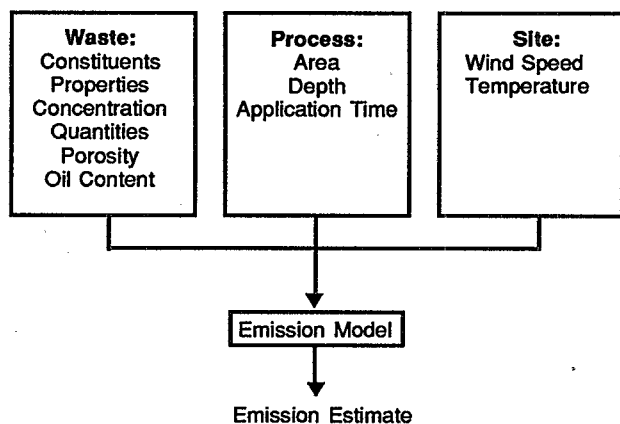 Waste:
Constituents
Properties
Concentration
Quantities
Porosity
Oil Content
Process:
Area
Depth
Application Time
Site:
Wind Speed
Temperature
Emission Model
Emission Estimate